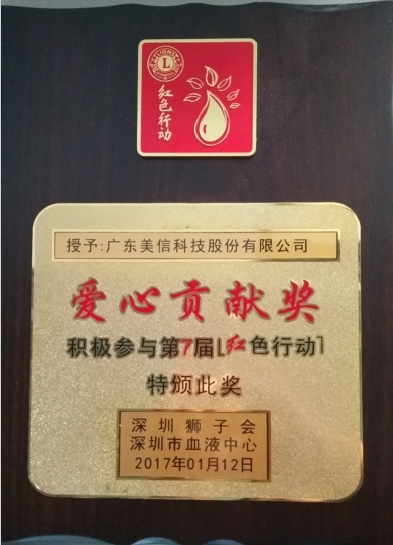 L
红色行动
授予:广东美信科技股份有限公司
爱心贡献奖
积极参与第7届[红色行动]
特颁此奖
深圳狮子会
深圳市血液中心
2017年01月12日